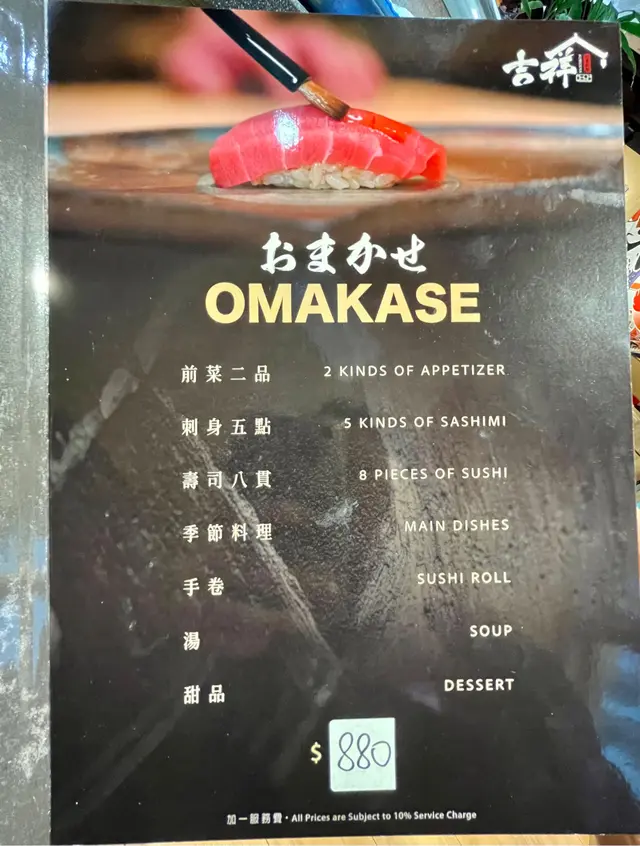 吉祥
おまかせ
OMAKASE
前菜二品 2 KINDS OF APPETIZER
刺身五點 5 KINDS OF SASHIMI
壽司八貫 8 PIECES OF SUSHI
季節料理 MAIN DISHES
手卷 SUSHI ROLL
湯 SOUP
甜品 DESSERT
$ 880
加一服務費・All Prices are Subject to 10% Service Charge